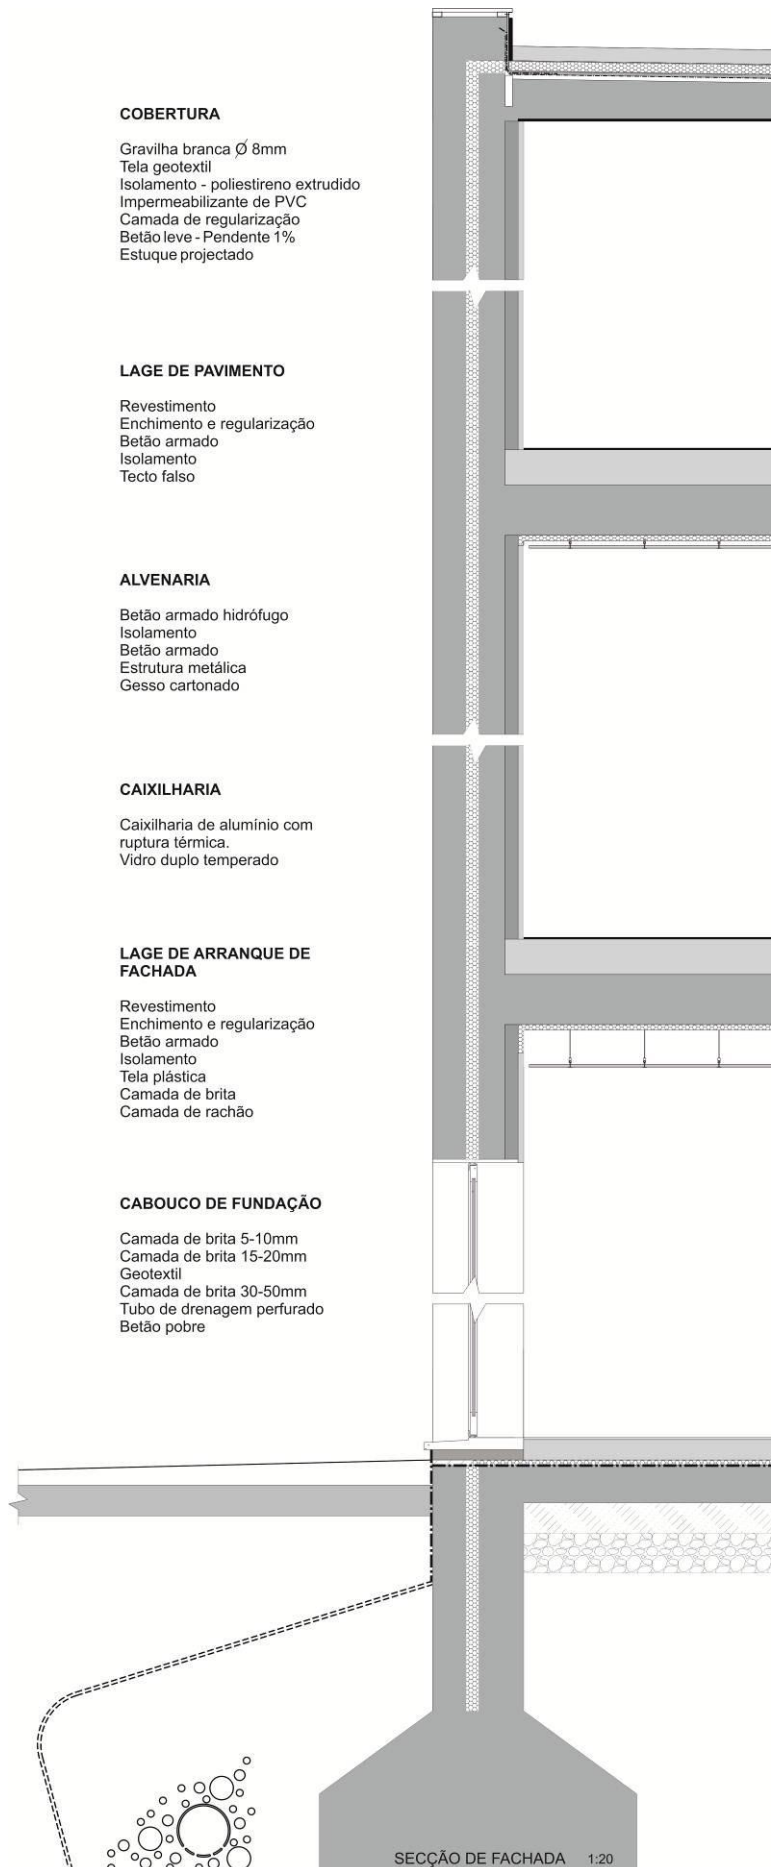 COBERTURA
Gravilha branca Ø 8mm
Tela geotextil
Isolamento - poliestireno extrudido
Impermeabilizante de PVC
Camada de regularização
Betão leve - Pendente 1%
Estuque projectado
LAGE DE PAVIMENTO
Revestimento
Enchimento e regularização
Betão armado
Isolamento
Tecto falso
ALVENARIA
Betão armado hidrófugo
Isolamento
Betão armado
Estrutura metálica
Gesso cartonado
CAIXILHARIA
Caixilharia de alumínio com
ruptura térmica.
Vidro duplo temperado
LAGE DE ARRANQUE DE
FACHADA
Revestimento
Enchimento e regularização
Betão armado
Isolamento
Tela plástica
Camada de brita
Camada de rachão
CABOUCO DE FUNDAÇÃO
Camada de brita 5-10mm
Camada de brita 15-20mm
Geotextil
Camada de brita 30-50mm
Tubo de drenagem perfurado
Betão pobre
SECÇÃO DE FACHADA 1:20